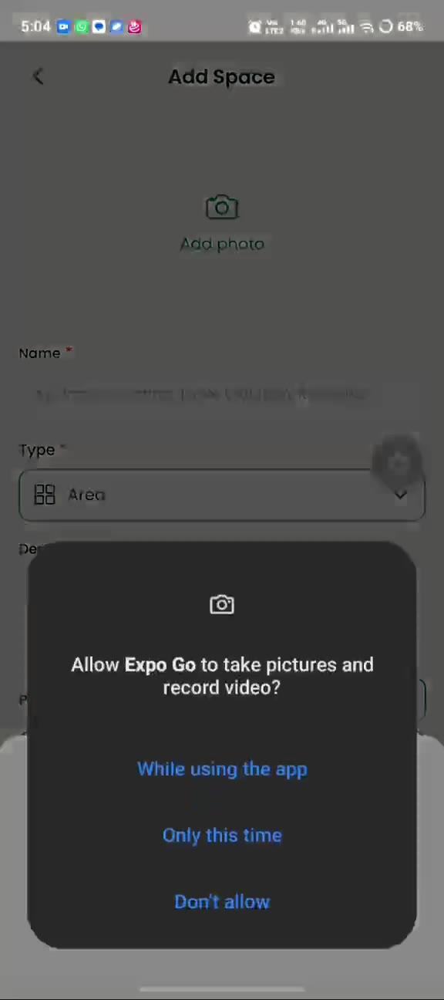 5:04
68%
Add Space
Add photo
Name *
Type *
Area
De
Allow Expo Go to take pictures and
record video?
P
While using the app
Only this time
Don't allow